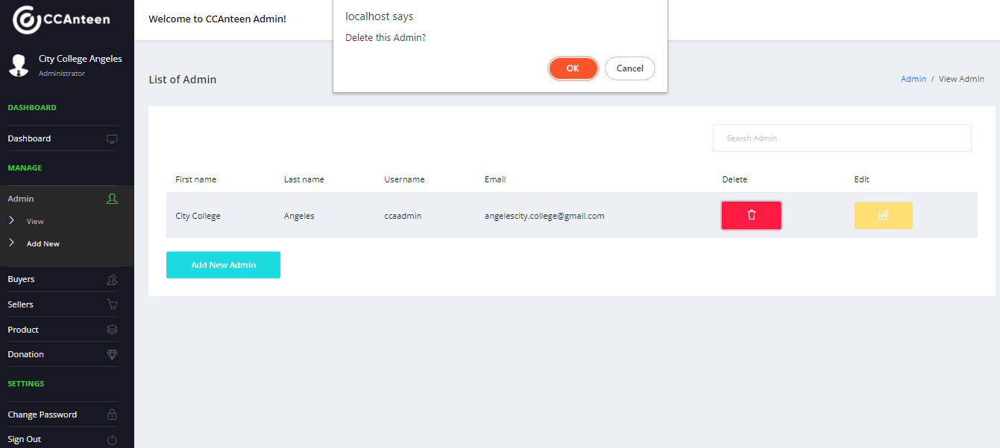 CCAnteen
City College Angeles
Administrator
DASHBOARD
Dashboard
MANAGE
Admin
View
Add New
Buyers
Sellers
Product
Donation
SETTINGS
Change Password
Sign Out
Welcome to CCAnteen Admin!
localhost says
Delete this Admin?
OK Cancel
List of Admin
Admin / View Admin
Search Admin
First name Last name Username Email Delete Edit
City College Angeles ccaadmin angelescity.college@gmail.com
Add New Admin